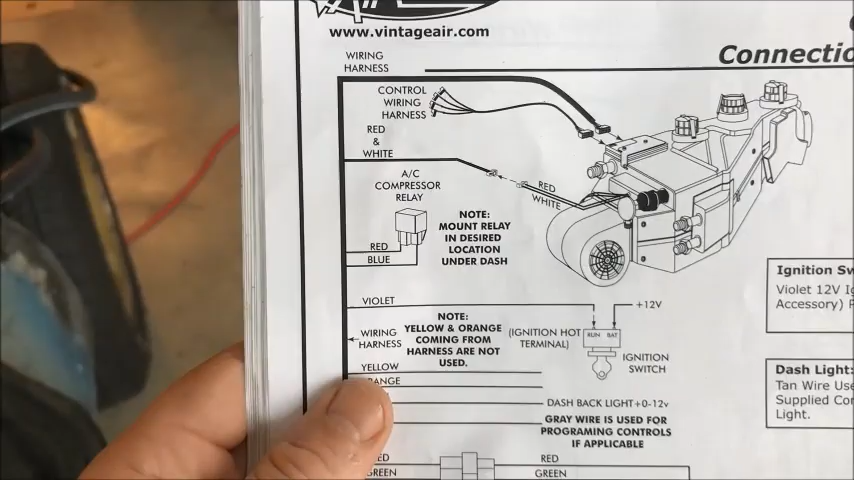 www.vintageair.com
Connectio
WIRING
HARNESS
CONTROL
WIRING
HARNESS
RED
&
WHITE
A/C
COMPRESSOR
RELAY
RED
WHITE
NOTE:
MOUNT RELAY
IN DESIRED
LOCATION
UNDER DASH
RED
BLUE
Ignition Sw
Violet 12V Ig
Accessory) P
VIOLET
+12V
NOTE:
YELLOW & ORANGE
COMING FROM
HARNESS ARE NOT
USED.
WIRING
HARNESS
(IGNITION HOT
TERMINAL)
RUN BAT
IGNITION
SWITCH
YELLOW
RANGE
Dash Light:
Tan Wire Use
Supplied Con
Light.
DASH BACK LIGHT+0-12v
GRAY WIRE IS USED FOR
PROGRAMING CONTROLS
IF APPLICABLE
ED
RED
GREEN
GREEN